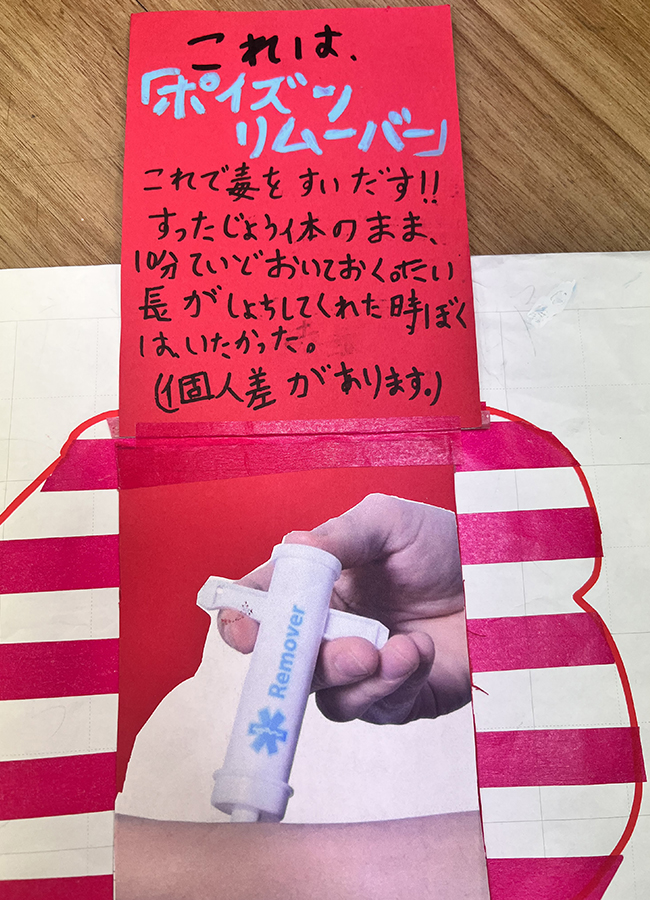 これは、
「ポイズン
リムーバー」
これで毒をすいだす!!
すったじょうイ本のまま、
10分ていどおいておく。たい
長がしょちしてくれた時ぼく
は、いたかった。
(個人差があります。)
Remover